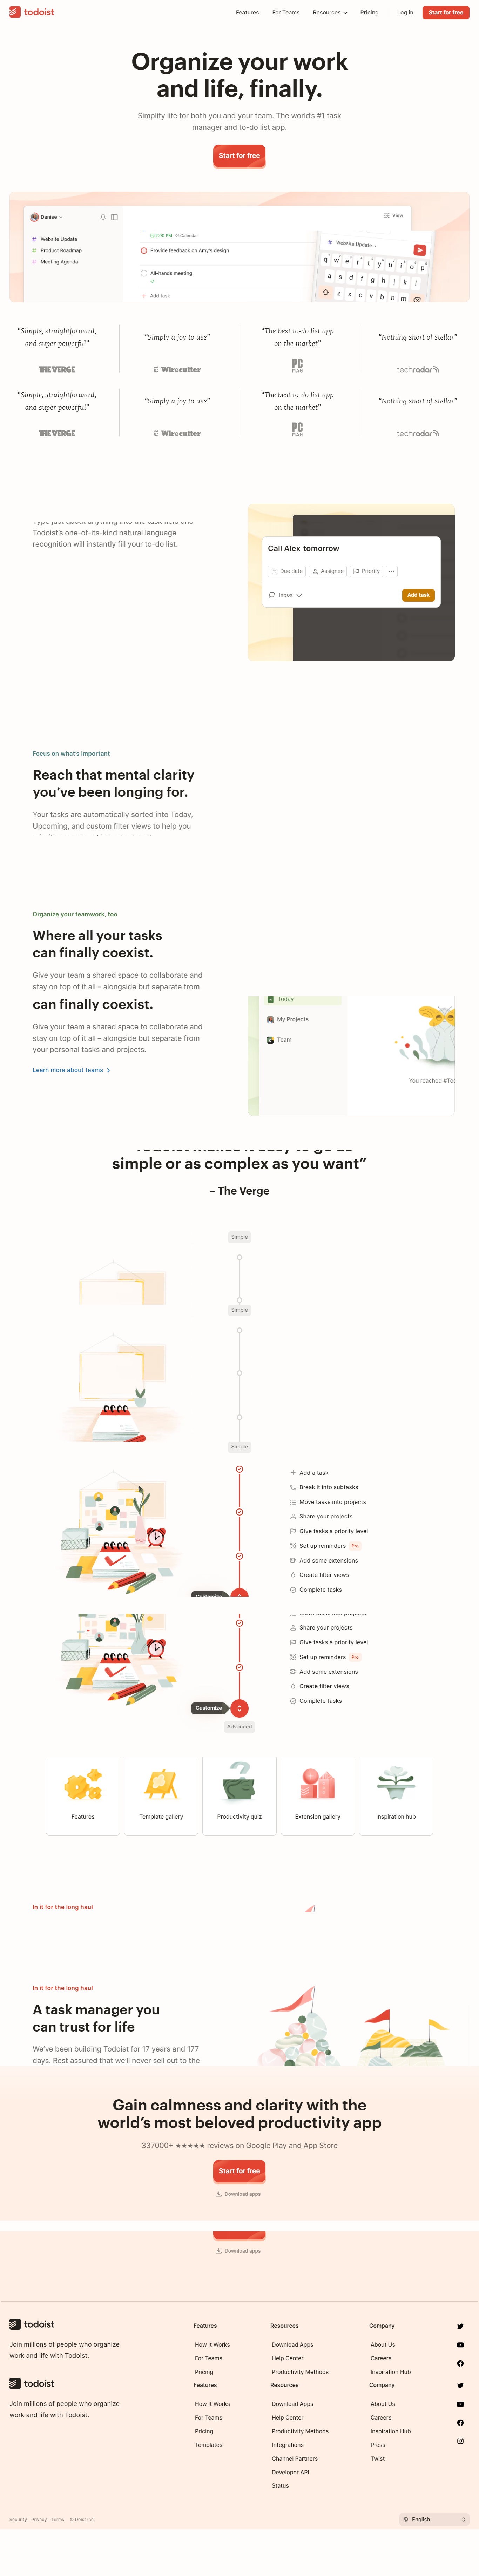 todoist
Features
For Teams
Resources
Pricing
Log in
Start for free
Organize your work
and life, finally.
Simplify life for both you and your team. The world's #1 task
manager and to-do list app.
Start for free
Denise
Website Update
Product Roadmap
Meeting Agenda
View
2:00 PM Calendar
Provide feedback on Amy's design
All-hands meeting
Add task
Website Update
q w e r t y u i o p
a s d f g h j k l
z x c v b n m
“Simple, straightforward,
and super powerful”
THE VERGE
“Simply a joy to use”
Wirecutter
“The best to-do list app
on the market”
PC
MAG
“Nothing short of stellar”
techradar
“Simple, straightforward,
and super powerful”
THE VERGE
“Simply a joy to use”
Wirecutter
“The best to-do list app
on the market”
PC
MAG
“Nothing short of stellar”
techradar
Type just about anything into the task field and
Todoist’s one-of-its-kind natural language
recognition will instantly fill your to-do list.
Call Alex tomorrow
Due date
Assignee
Priority
Inbox
Add task
Focus on what’s important
Reach that mental clarity
you’ve been longing for.
Your tasks are automatically sorted into Today,
Upcoming, and custom filter views to help you
Organize your teamwork, too
Where all your tasks
can finally coexist.
Give your team a shared space to collaborate and
stay on top of it all – alongside but separate from
can finally coexist.
Give your team a shared space to collaborate and
stay on top of it all – alongside but separate from
your personal tasks and projects.
Learn more about teams
Today
My Projects
Team
You reached #To
Todoist makes it easy to go as
simple or as complex as you want”
– The Verge
Simple
Simple
Simple
Add a task
Break it into subtasks
Move tasks into projects
Share your projects
Give tasks a priority level
Set up reminders Pro
Add some extensions
Create filter views
Complete tasks
Customize
Move tasks into projects
Share your projects
Give tasks a priority level
Set up reminders Pro
Add some extensions
Create filter views
Complete tasks
Customize
Advanced
Features
Template gallery
Productivity quiz
Extension gallery
Inspiration hub
In it for the long haul
In it for the long haul
A task manager you
can trust for life
We’ve been building Todoist for 17 years and 177
days. Rest assured that we’ll never sell out to the
Gain calmness and clarity with the
world’s most beloved productivity app
337000+ ★★★★★ reviews on Google Play and App Store
Start for free
Download apps
Download apps
todoist
Join millions of people who organize
work and life with Todoist.
Features
How It Works
For Teams
Pricing
Resources
Download Apps
Help Center
Productivity Methods
Company
About Us
Careers
Inspiration Hub
todoist
Join millions of people who organize
work and life with Todoist.
Features
How It Works
For Teams
Pricing
Templates
Resources
Download Apps
Help Center
Productivity Methods
Integrations
Channel Partners
Developer API
Status
Company
About Us
Careers
Inspiration Hub
Press
Twist
Security | Privacy | Terms © Doist Inc.
English